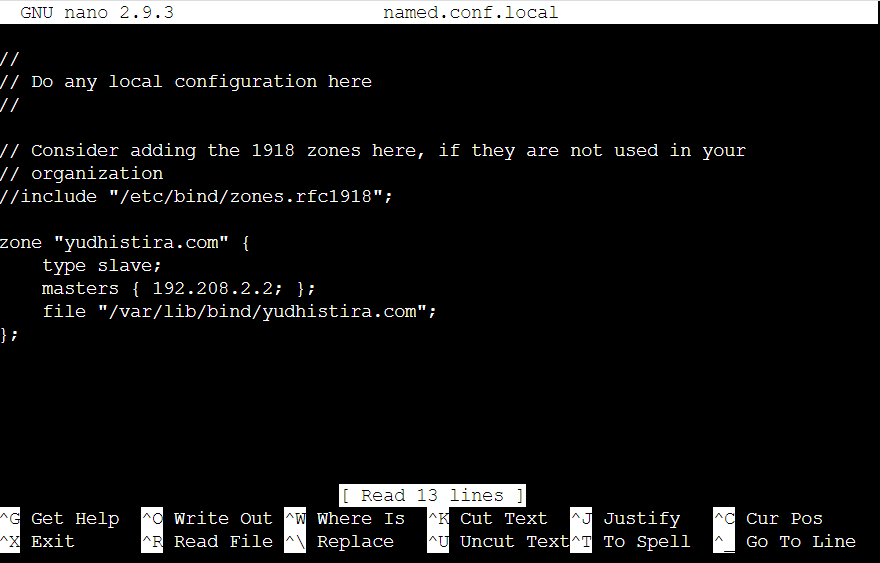 GNU nano 2.9.3 named.conf.local
//
// Do any local configuration here
//
// Consider adding the 1918 zones here, if they are not used in your
// organization
//include "/etc/bind/zones.rfc1918";
zone "yudhistira.com" {
    type slave;
    masters { 192.208.2.2; };
    file "/var/lib/bind/yudhistira.com";
};
[ Read 13 lines ]
^G Get Help ^O Write Out ^W Where Is ^K Cut Text ^J Justify ^C Cur Pos
^X Exit ^R Read File ^\ Replace ^U Uncut Text ^T To Spell ^_ Go To Line